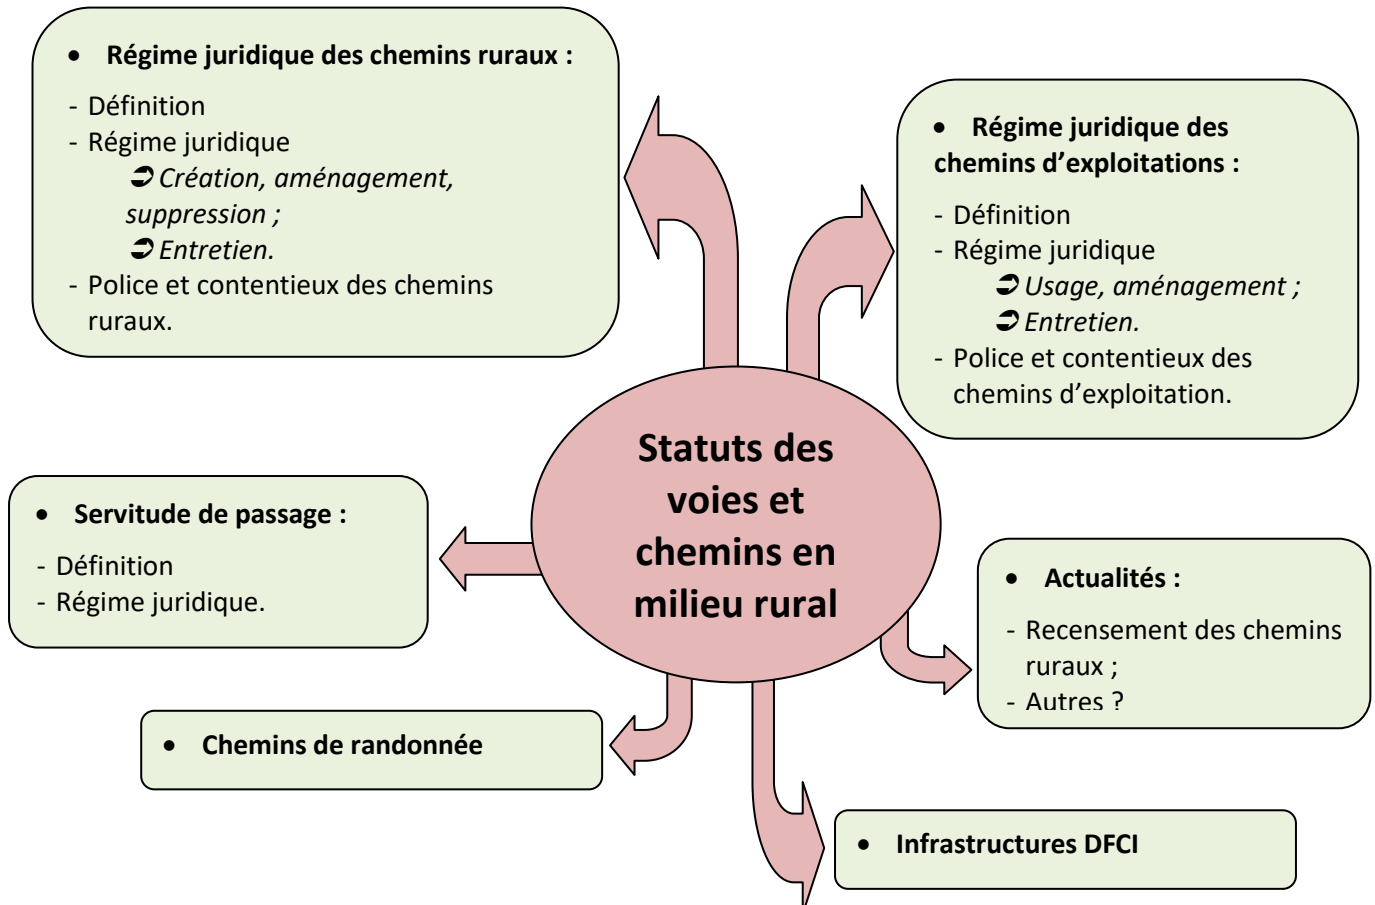 • Régime juridique des chemins ruraux :
- Définition
- Régime juridique
➲ Création, aménagement,
suppression ;
➲ Entretien.
- Police et contentieux des chemins
ruraux.
• Régime juridique des
chemins d’exploitations :
- Définition
- Régime juridique
➲ Usage, aménagement ;
➲ Entretien.
- Police et contentieux des
chemins d’exploitation.
Statuts des
voies et
chemins en
milieu rural
• Servitude de passage :
- Définition
- Régime juridique.
• Actualités :
- Recensement des chemins
ruraux ;
- Autres ?
• Chemins de randonnée
• Infrastructures DFCI